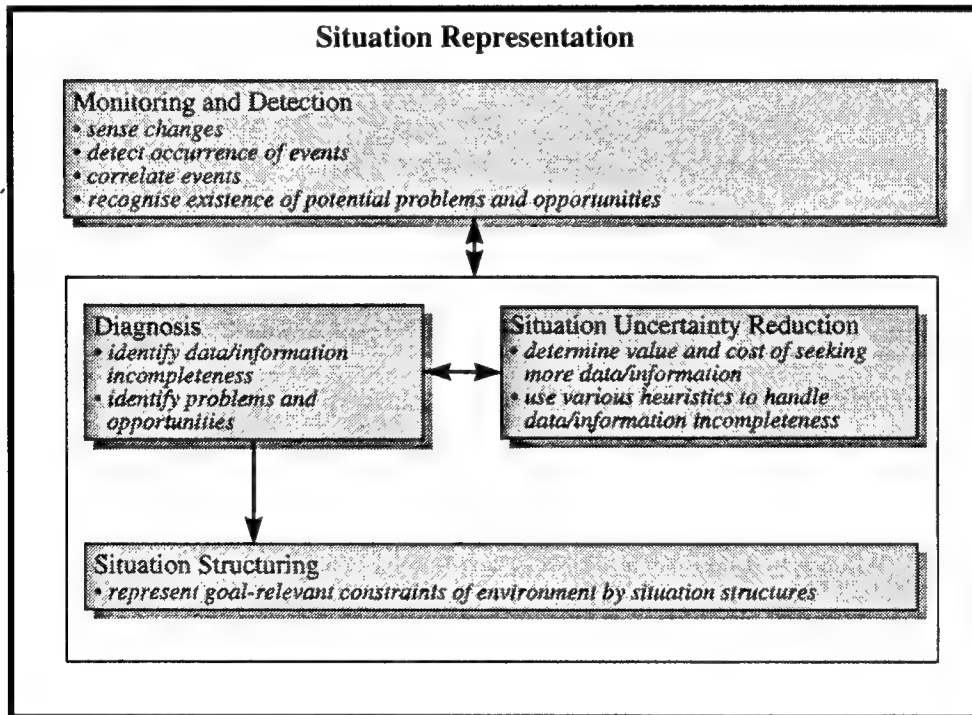 Situation Representation
Monitoring and Detection
• sense changes
• detect occurrence of events
• correlate events
• recognise existence of potential problems and opportunities
Diagnosis
• identify data/information
incompleteness
• identify problems and
opportunities
Situation Uncertainty Reduction
• determine value and cost of seeking
more data/information
• use various heuristics to handle
data/information incompleteness
Situation Structuring
• represent goal-relevant constraints of environment by situation structures